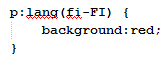 p:lang(fi-FI) {
    background:red;
}